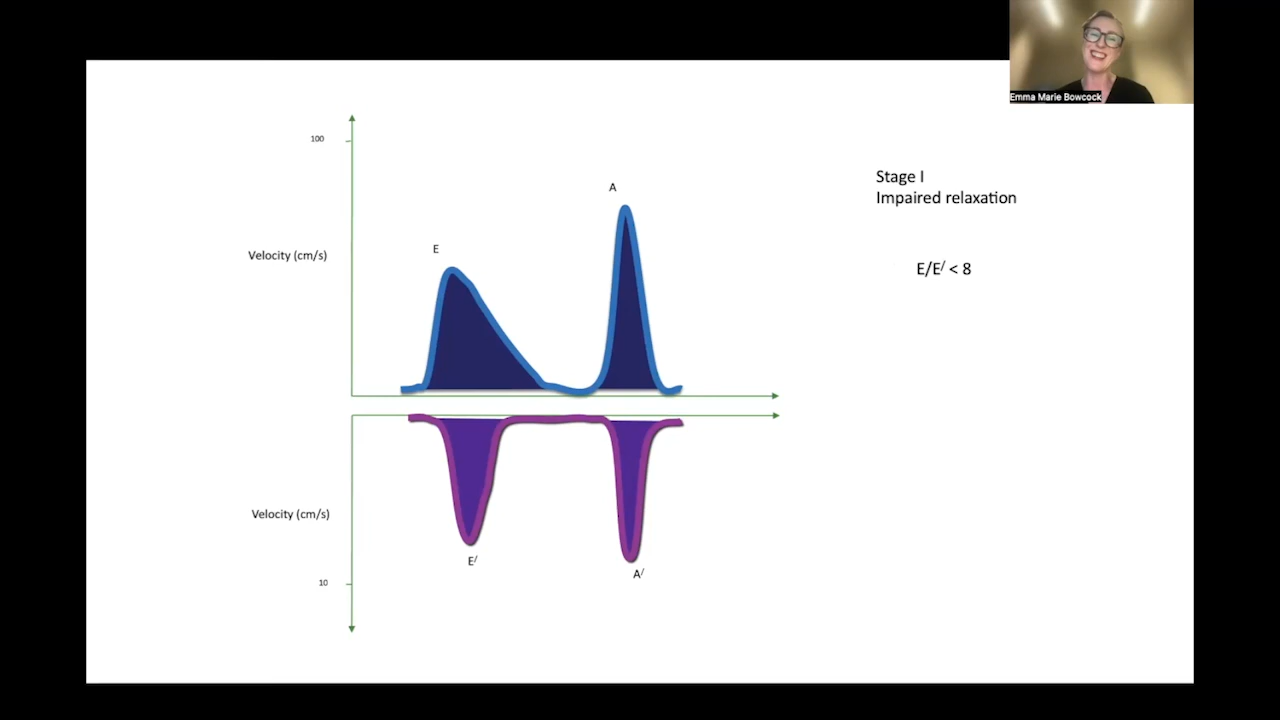 Emma Marie Bowcock
100
A
Stage I
Impaired relaxation
E
Velocity (cm/s)
E/E/ < 8
Velocity (cm/s)
E/
A/
10